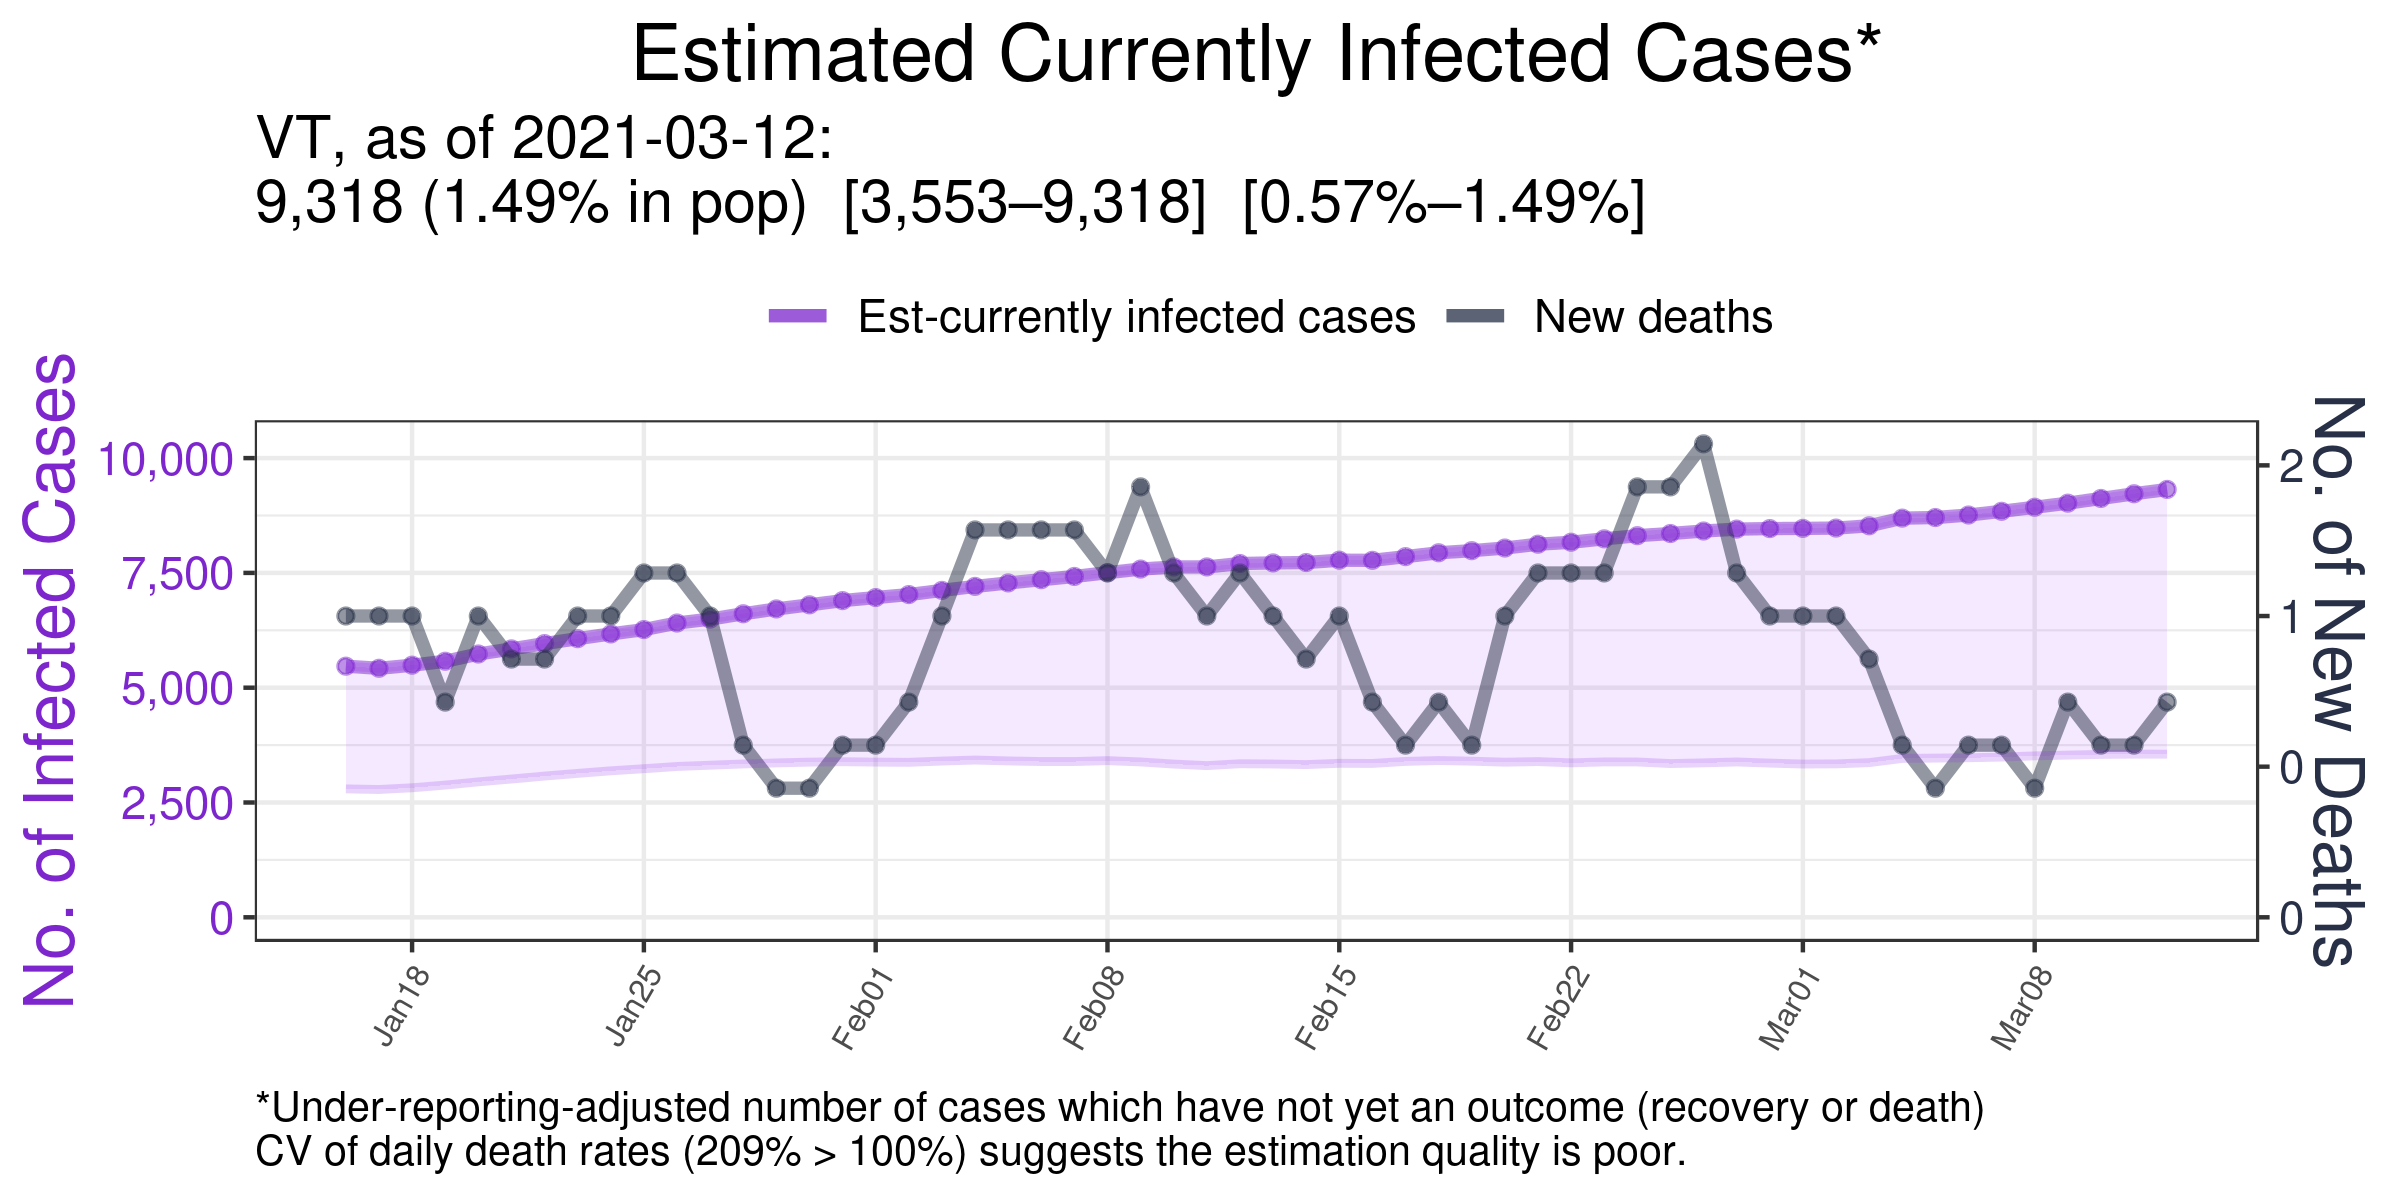 Estimated Currently Infected Cases*
VT, as of 2021-03-12:
9,318 (1.49% in pop)  [3,553–9,318]  [0.57%–1.49%]
Est-currently infected cases
New deaths
No. of Infected Cases
10,000
7,500
5,000
2,500
0
2
1
0
0
No. of New Deaths
Jan18
Jan25
Feb01
Feb08
Feb15
Feb22
Mar01
Mar08
*Under-reporting-adjusted number of cases which have not yet an outcome (recovery or death)
CV of daily death rates (209% > 100%) suggests the estimation quality is poor.